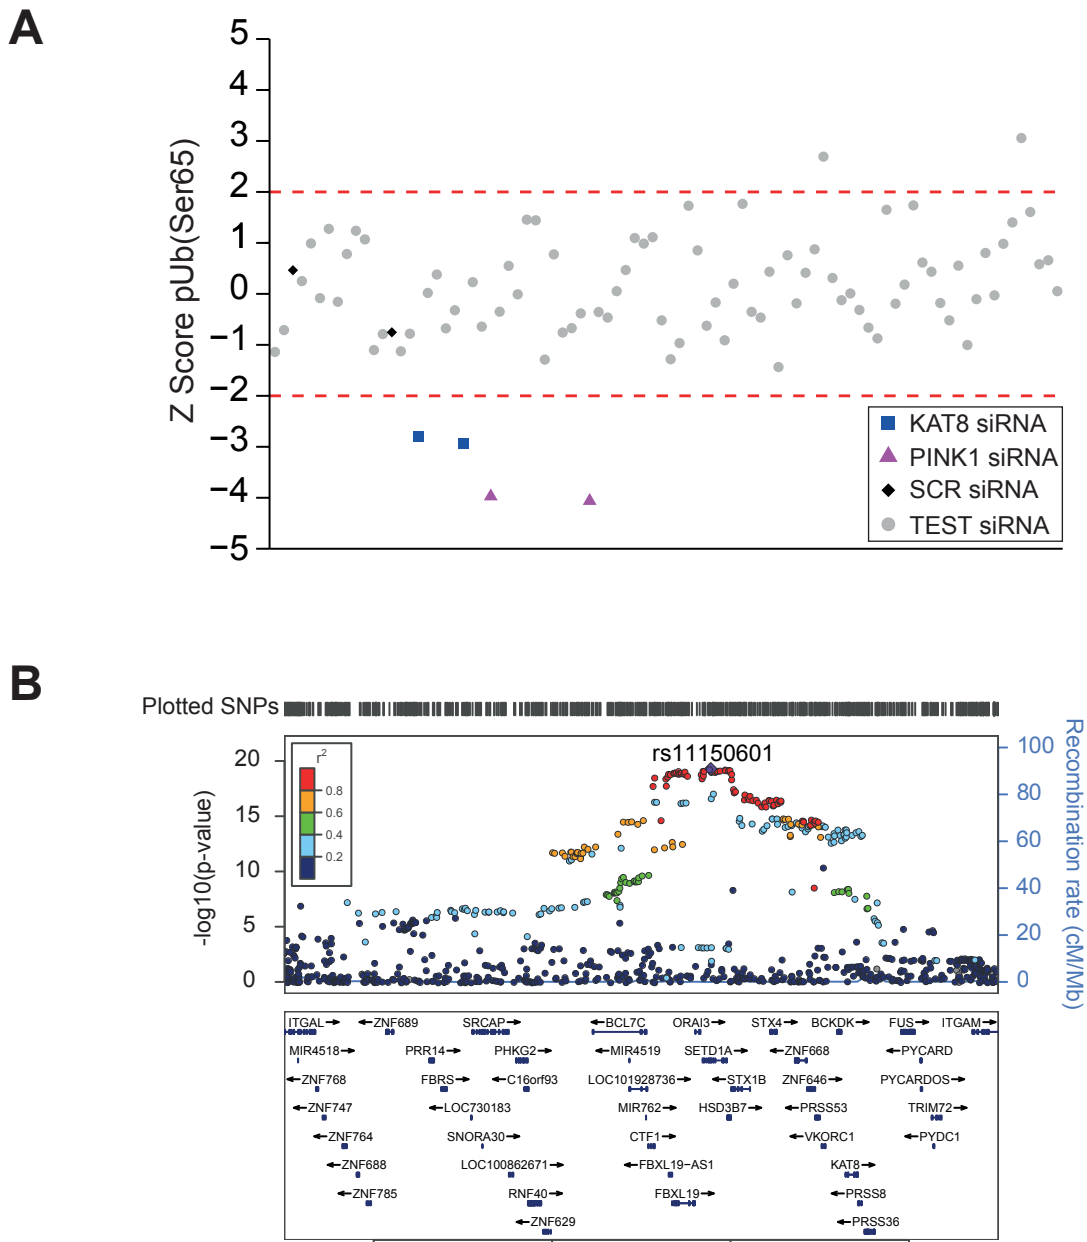 A
5
4
3
2
1
0
−1
−2
−3
−4
−5
Z Score pUb(Ser65)
KAT8 siRNA
PINK1 siRNA
SCR siRNA
TEST siRNA
B
Plotted SNPs
rs11150601
r2
0.8
0.6
0.4
0.2
20
15
10
5
0
-log10(p-value)
100
80
60
40
20
0
Recombination rate (cM/Mb)
ITGAL ZNF689 SRCAP BCL7C ORAI3 STX4 BCKDK FUS ITGAM
MIR4518 PRR14 PHKG2 MIR4519 SETD1A ZNF668 PYCARD
ZNF768 FBRS C16orf93 LOC101928736 STX1B ZNF646 PYCARDOS
ZNF747 LOC730183 MIR762 HSD3B7 PRSS53 TRIM72
ZNF764 SNORA30 CTF1 VKORC1 PYDC1
ZNF688 LOC100862671 FBXL19−AS1 KAT8
ZNF785 RNF40 FBXL19 PRSS8
ZNF629 PRSS36